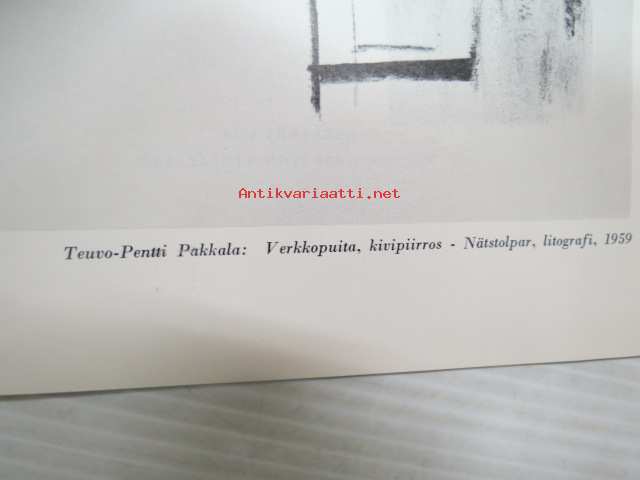 Antikvariaatti.net
Teuvo-Pentti Pakkala: Verkkopuita, kivipiirros - Nätstolpar, litografi, 1959